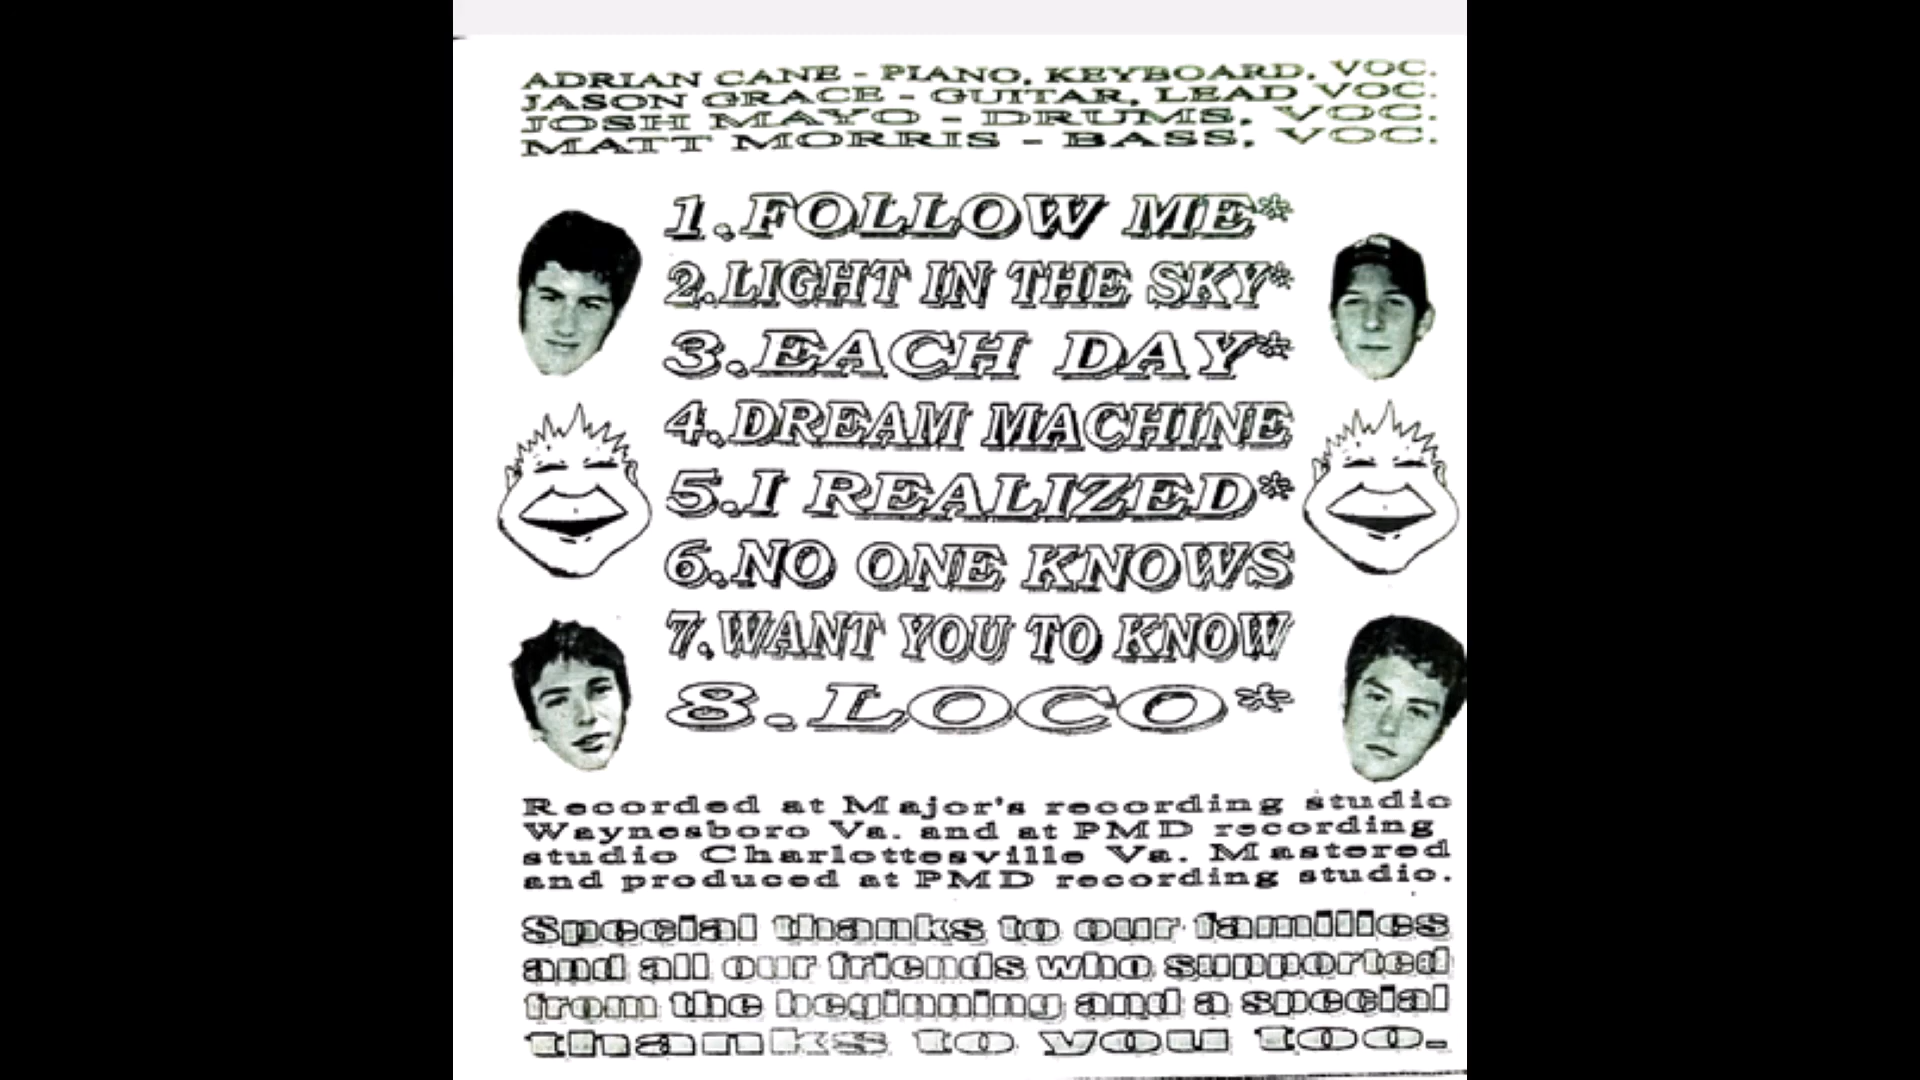 ADRIAN CANE - PIANO, KEYBOARD, VOC.
JASON GRACE - GUITAR, LEAD VOC.
JOSH MAYO - DRUMS, VOC.
MATT MORRIS - BASS, VOC.
1.FOLLOW ME*
2.LIGHT IN THE SKY*
3.EACH DAY*
4.DREAM MACHINE
5.I REALIZED*
6.NO ONE KNOWS
7.WANT YOU TO KNOW
8.LOCO*
Recorded at Major's recording studio
Waynesboro Va. and at PMD recording
studio Charlottesville Va. Mastered
and produced at PMD recording studio.
Special thanks to our families
and all our friends who supported
from the beginning and a special
thanks to you too.